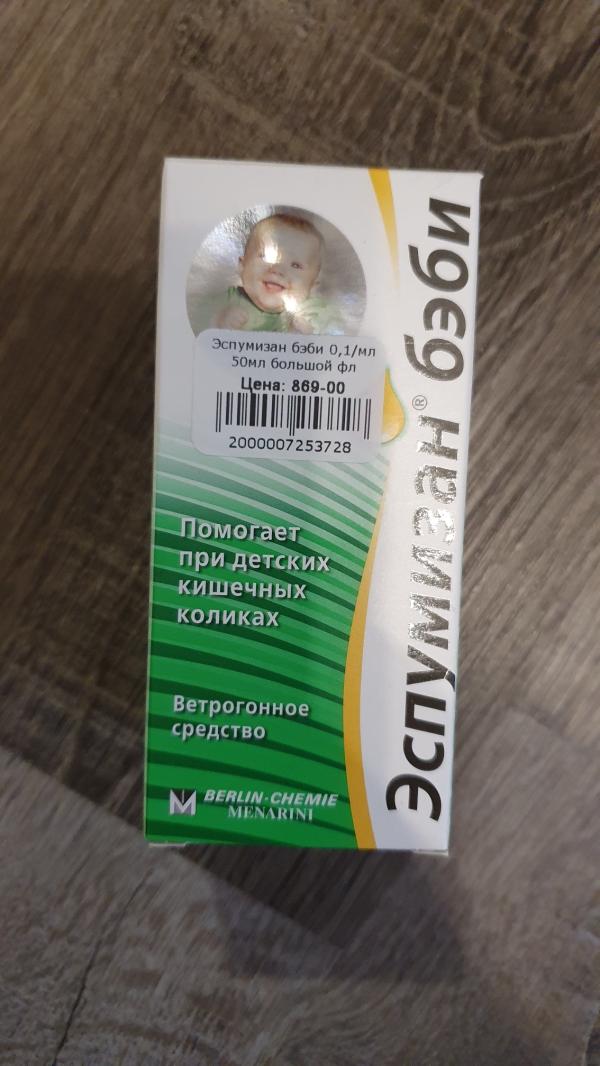 Эспумизан® бэби
Эспумизан бэби 0,1/мл
50мл большой фл
Цена: 869-00
2000007253728
Помогает
при детских
кишечных
коликах
Ветрогонное
средство
BERLIN-CHEMIE
MENARINI